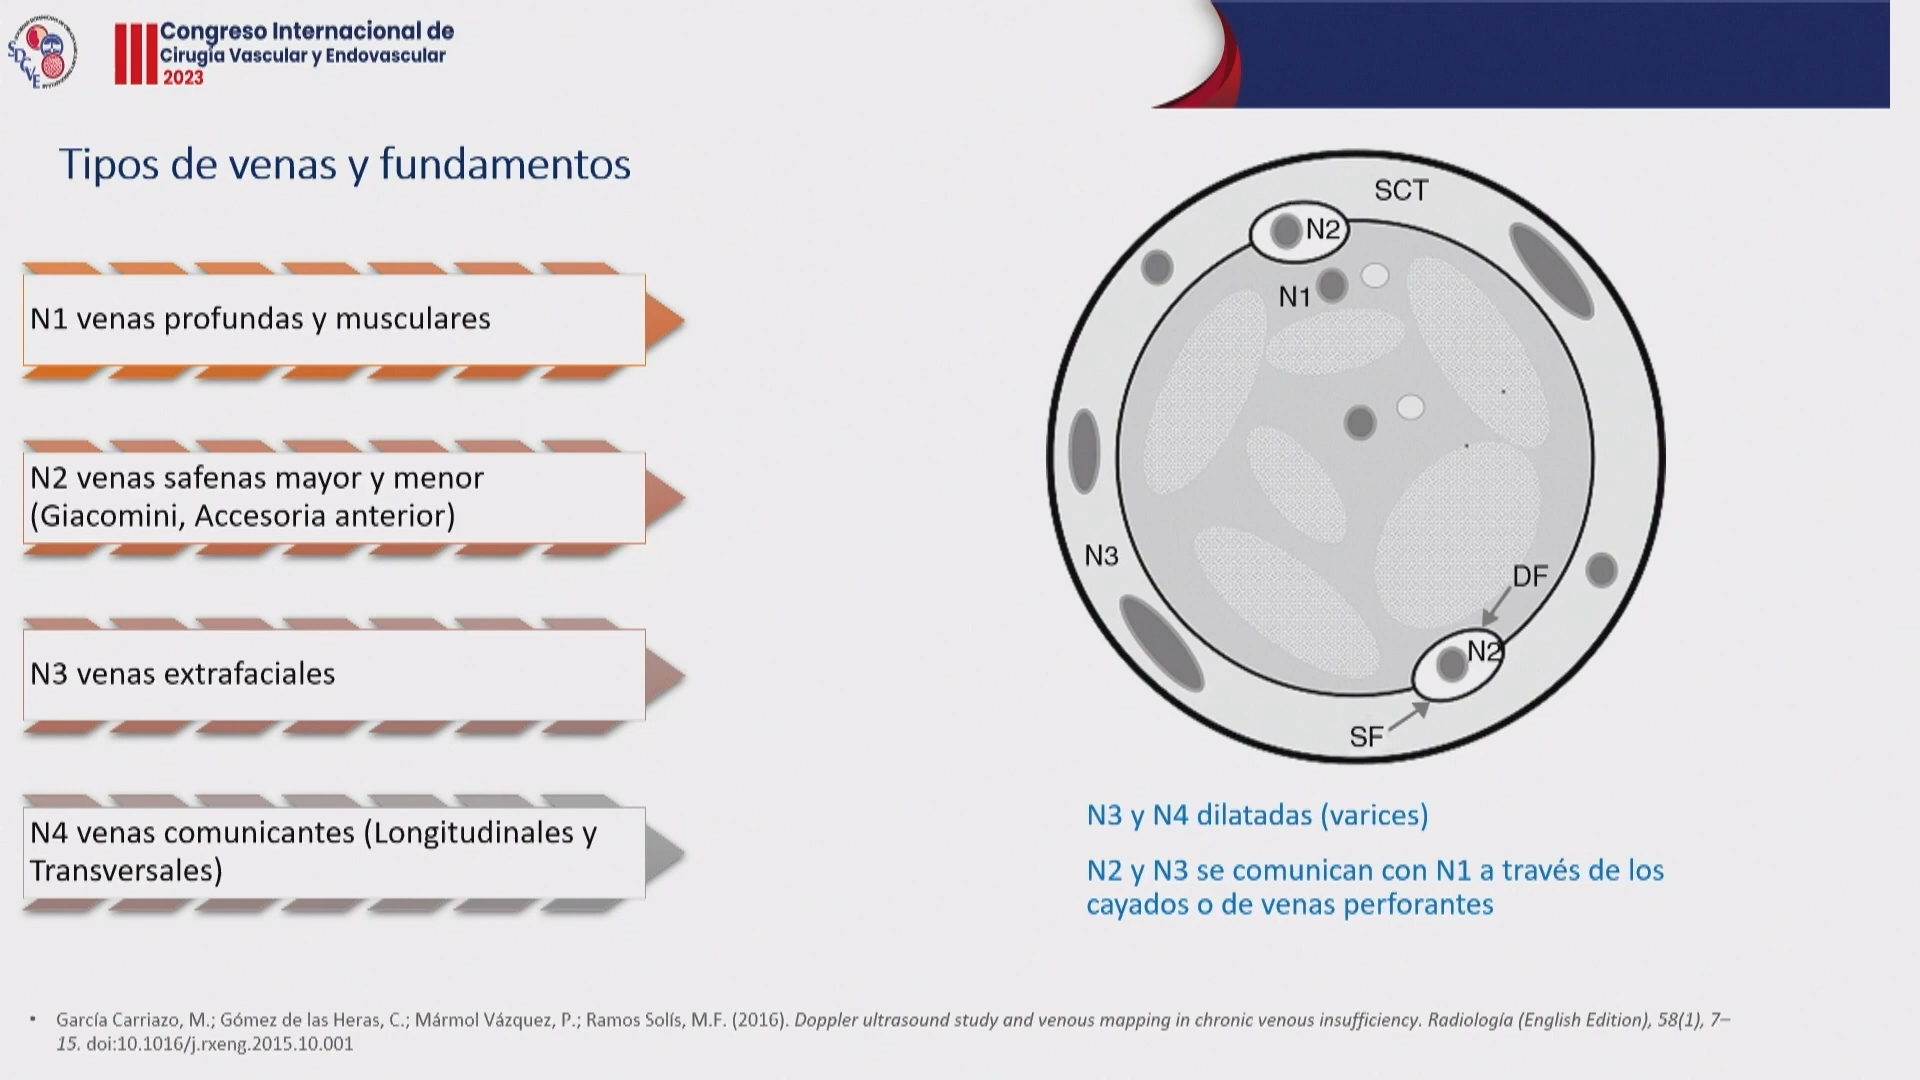 SDCVE
III Congreso Internacional de
Cirugía Vascular y Endovascular
2023
Tipos de venas y fundamentos
N1 venas profundas y musculares
N2 venas safenas mayor y menor
(Giacomini, Accesoria anterior)
N3 venas extrafaciales
N4 venas comunicantes (Longitudinales y
Transversales)
SCT
N2
N1
N3
DF
N2
SF
N3 y N4 dilatadas (varices)
N2 y N3 se comunican con N1 a través de los
cayados o de venas perforantes
• García Carriazo, M.; Gómez de las Heras, C.; Mármol Vázquez, P.; Ramos Solís, M.F. (2016). Doppler ultrasound study and venous mapping in chronic venous insufficiency. Radiología (English Edition), 58(1), 7–
15. doi:10.1016/j.rxeng.2015.10.001